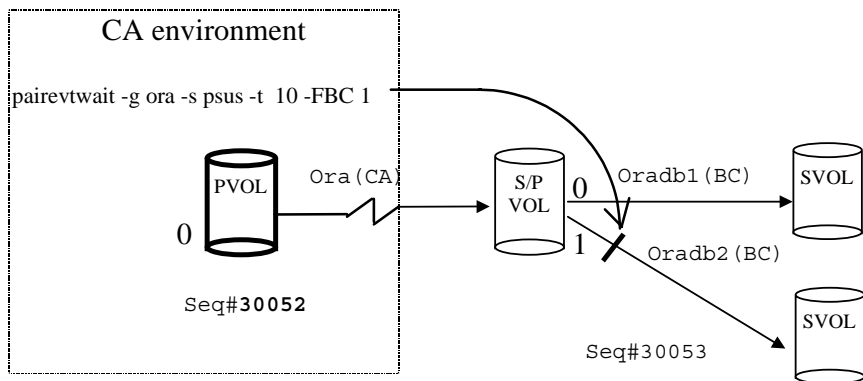 CA environment
pairevtwait -g ora -s psus -t 10 -FBC 1
PVOL
Ora(CA)
S/P
VOL
0
Oradb1(BC)
SVOL
0
1
Oradb2(BC)
Seq#30052
SVOL
Seq#30053